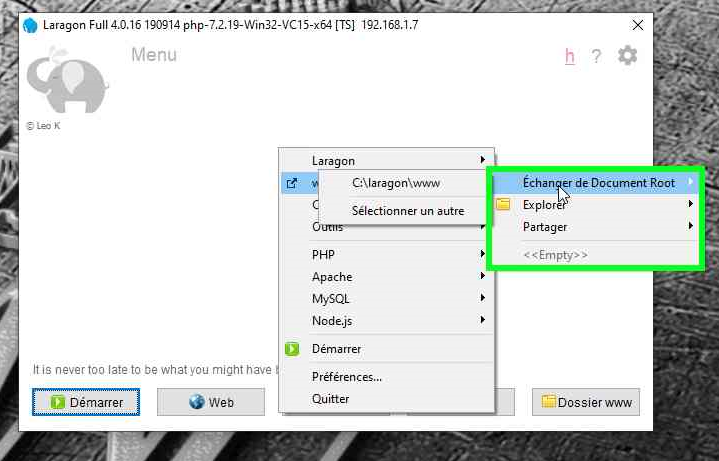 Laragon Full 4.0.16 190914 php-7.2.19-Win32-VC15-x64 [TS] 192.168.1.7
Menu
h ?
© Leo K
Laragon
C:\laragon\www
Échanger de Document Root
Sélectionner un autre
Explorer
Outils
Partager
PHP
<<Empty>>
Apache
MySQL
Node.js
Démarrer
It is never too late to be what you might have
Préférences...
Quitter
Démarrer
Web
Dossier www